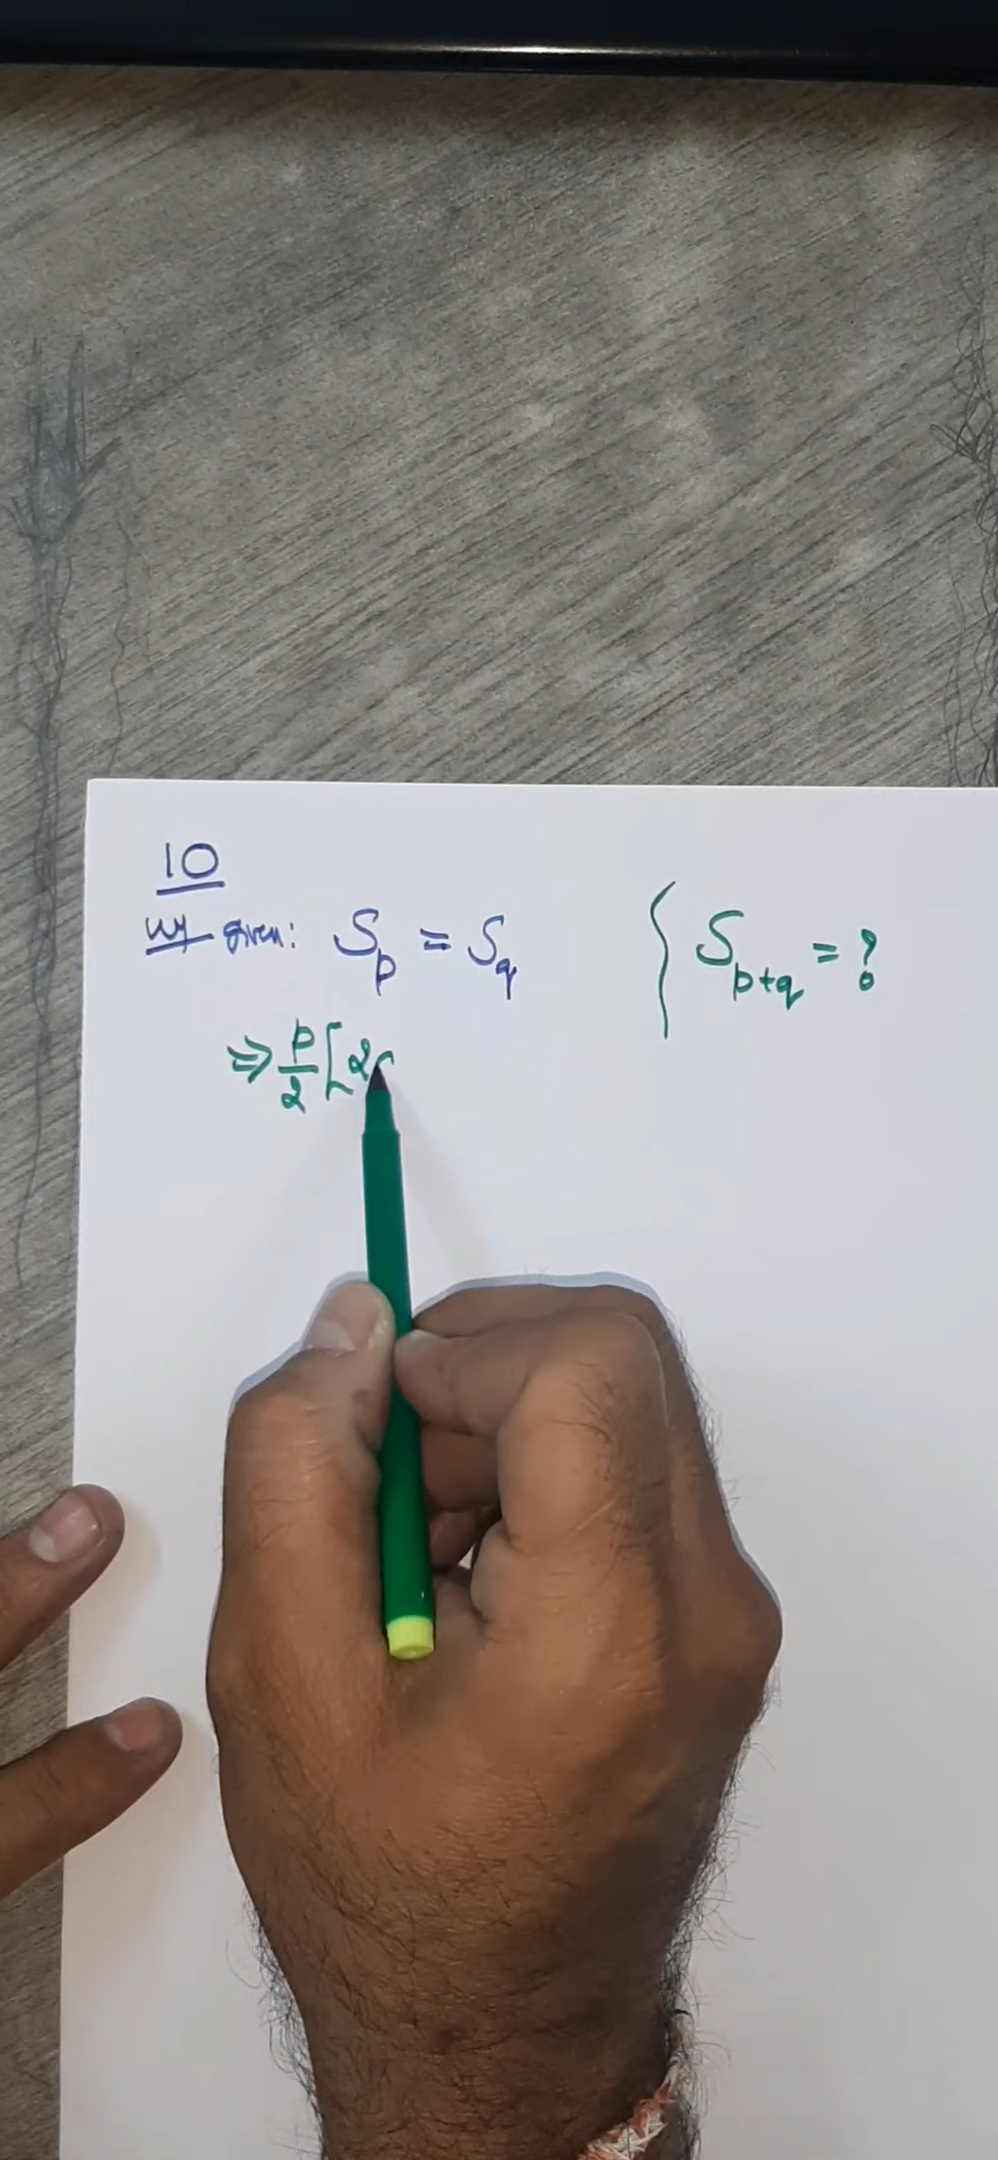 10
given: Sp = Sq { Sp+q = ?
⇒ p/2 [2